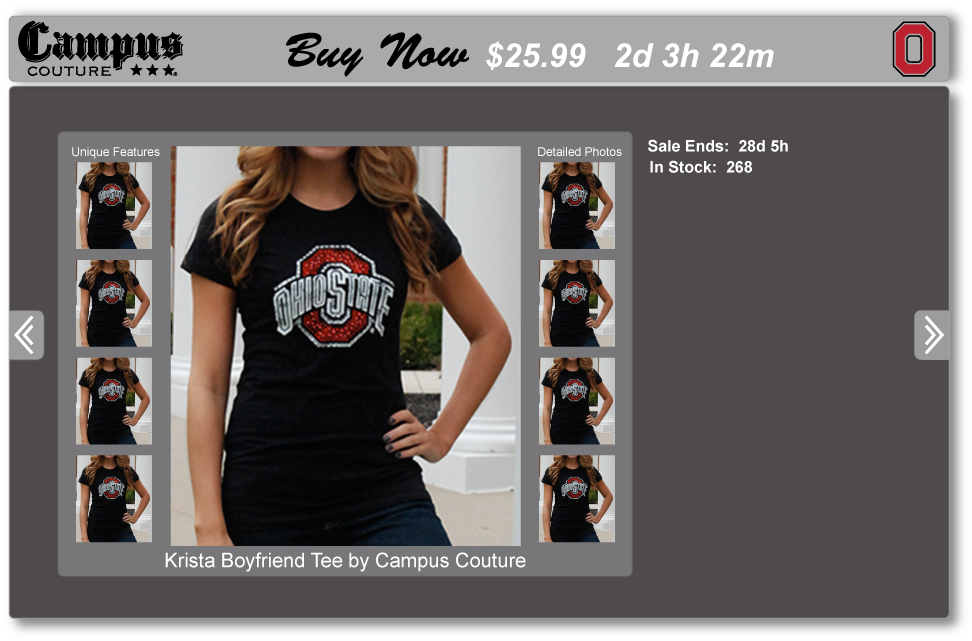 Campus
COUTURE
Buy Now $25.99 2d 3h 22m
O
Unique Features
Detailed Photos
OHIO STATE
Sale Ends: 28d 5h
In Stock: 268
Krista Boyfriend Tee by Campus Couture